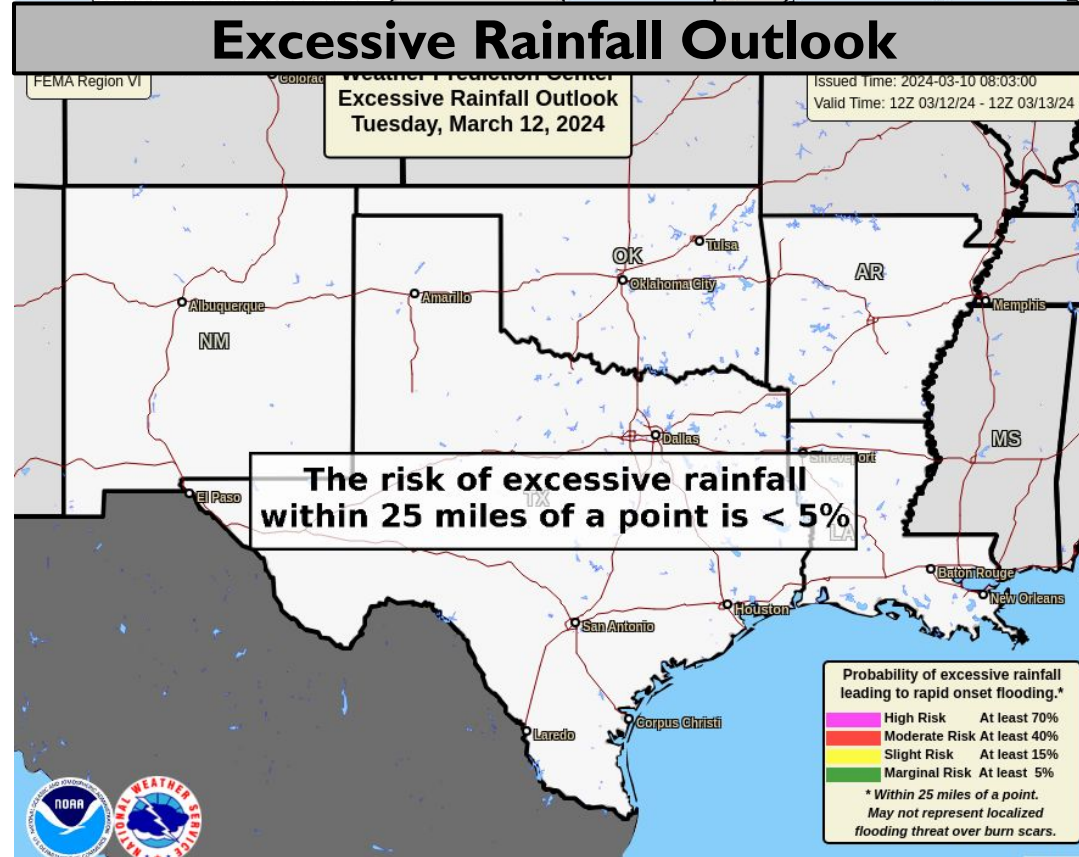 Excessive Rainfall Outlook
FEMA Region VI
Weather Prediction Center
Excessive Rainfall Outlook
Tuesday, March 12, 2024
Issued Time: 2024-03-10 08:03:00
Valid Time: 12Z 03/12/24 - 12Z 03/13/24
Colorad
Tulsa
OK
Oklahoma City
AR
Albuquerque
Amarillo
Memphis
NM
Dallas
MS
Shreveport
The risk of excessive rainfall
within 25 miles of a point is < 5%
El Paso
TX
LA
Baton Rouge
New Orleans
Houston
San Antonio
Corpus Christi
Laredo
Probability of excessive rainfall
leading to rapid onset flooding.*
High Risk At least 70%
Moderate Risk At least 40%
Slight Risk At least 15%
Marginal Risk At least 5%
* Within 25 miles of a point.
May not represent localized
flooding threat over burn scars.
NOAA
NATIONAL WEATHER SERVICE